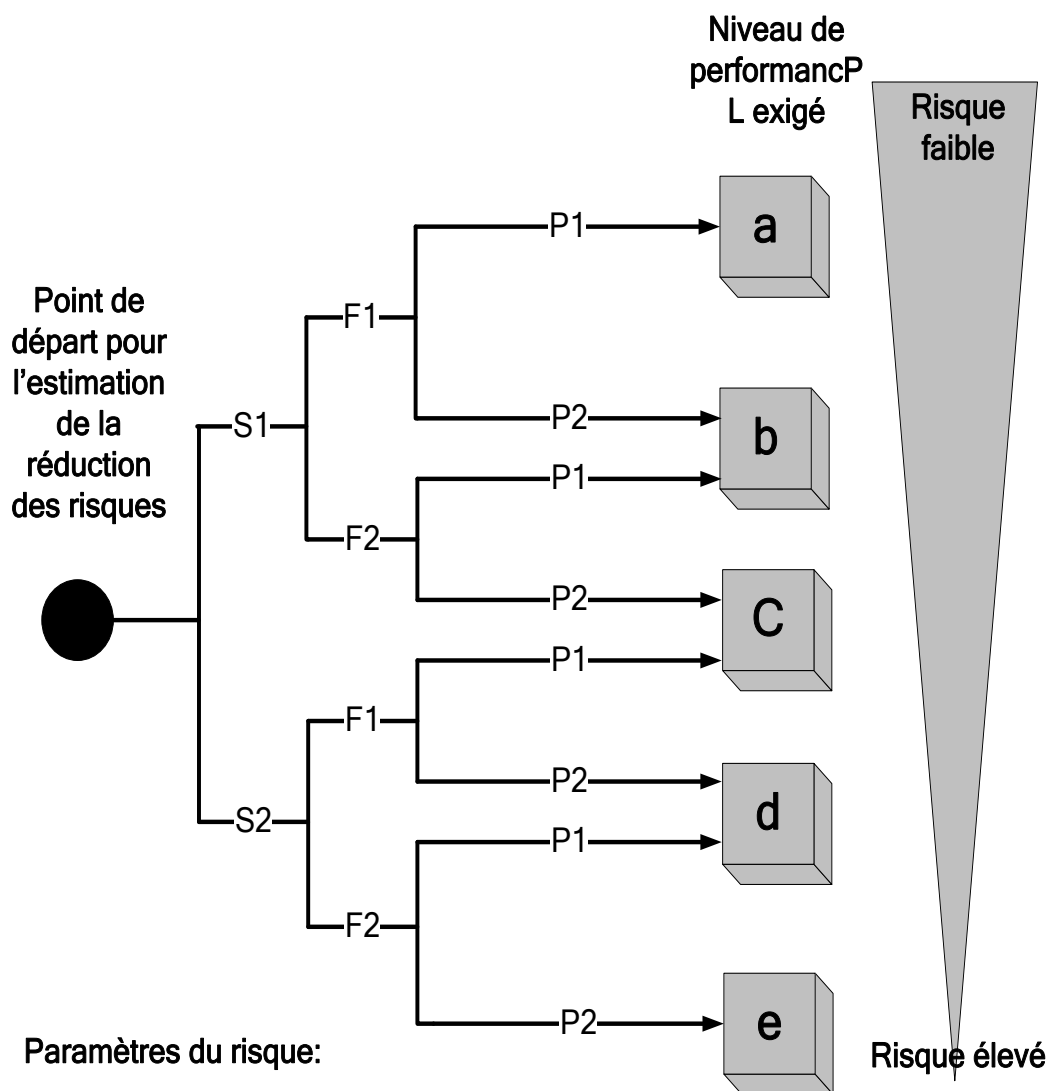 Niveau de
performancP
L exigé
Risque
faible
P1
a
Point de
départ pour
l'estimation
de la
réduction
des risques
F1
S1
P2
b
P1
F2
P2
C
P1
F1
P2
d
S2
P1
F2
P2
e
Paramètres du risque:
Risque élevé